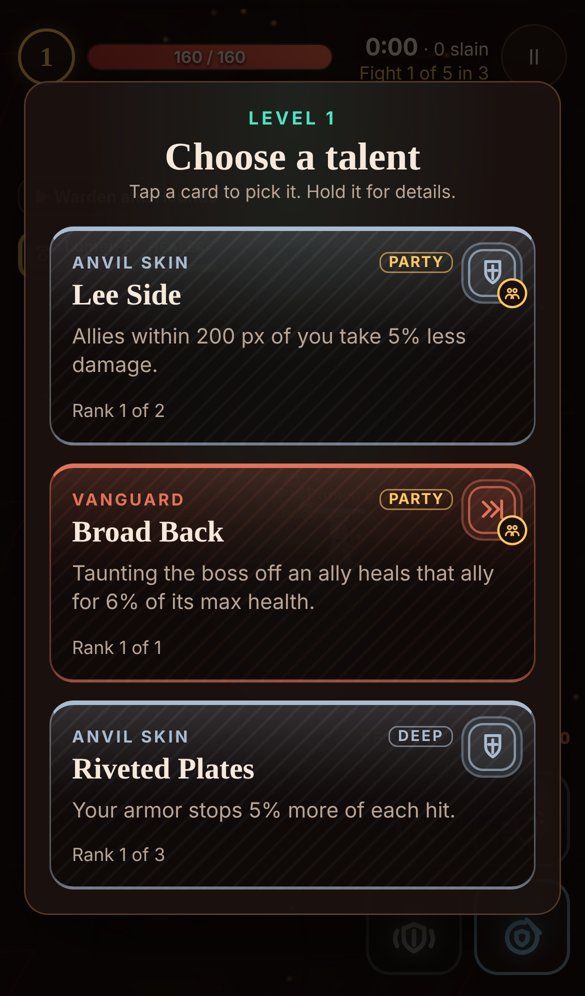 1
160 / 160
0:00 · 0 slain
Fight 1 of 5 in 3
LEVEL 1
Choose a talent
Tap a card to pick it. Hold it for details.
ANVIL SKIN
PARTY
Lee Side
Allies within 200 px of you take 5% less
damage.
Rank 1 of 2
VANGUARD
PARTY
Broad Back
Taunting the boss off an ally heals that ally
for 6% of its max health.
Rank 1 of 1
ANVIL SKIN
DEEP
Riveted Plates
Your armor stops 5% more of each hit.
Rank 1 of 3